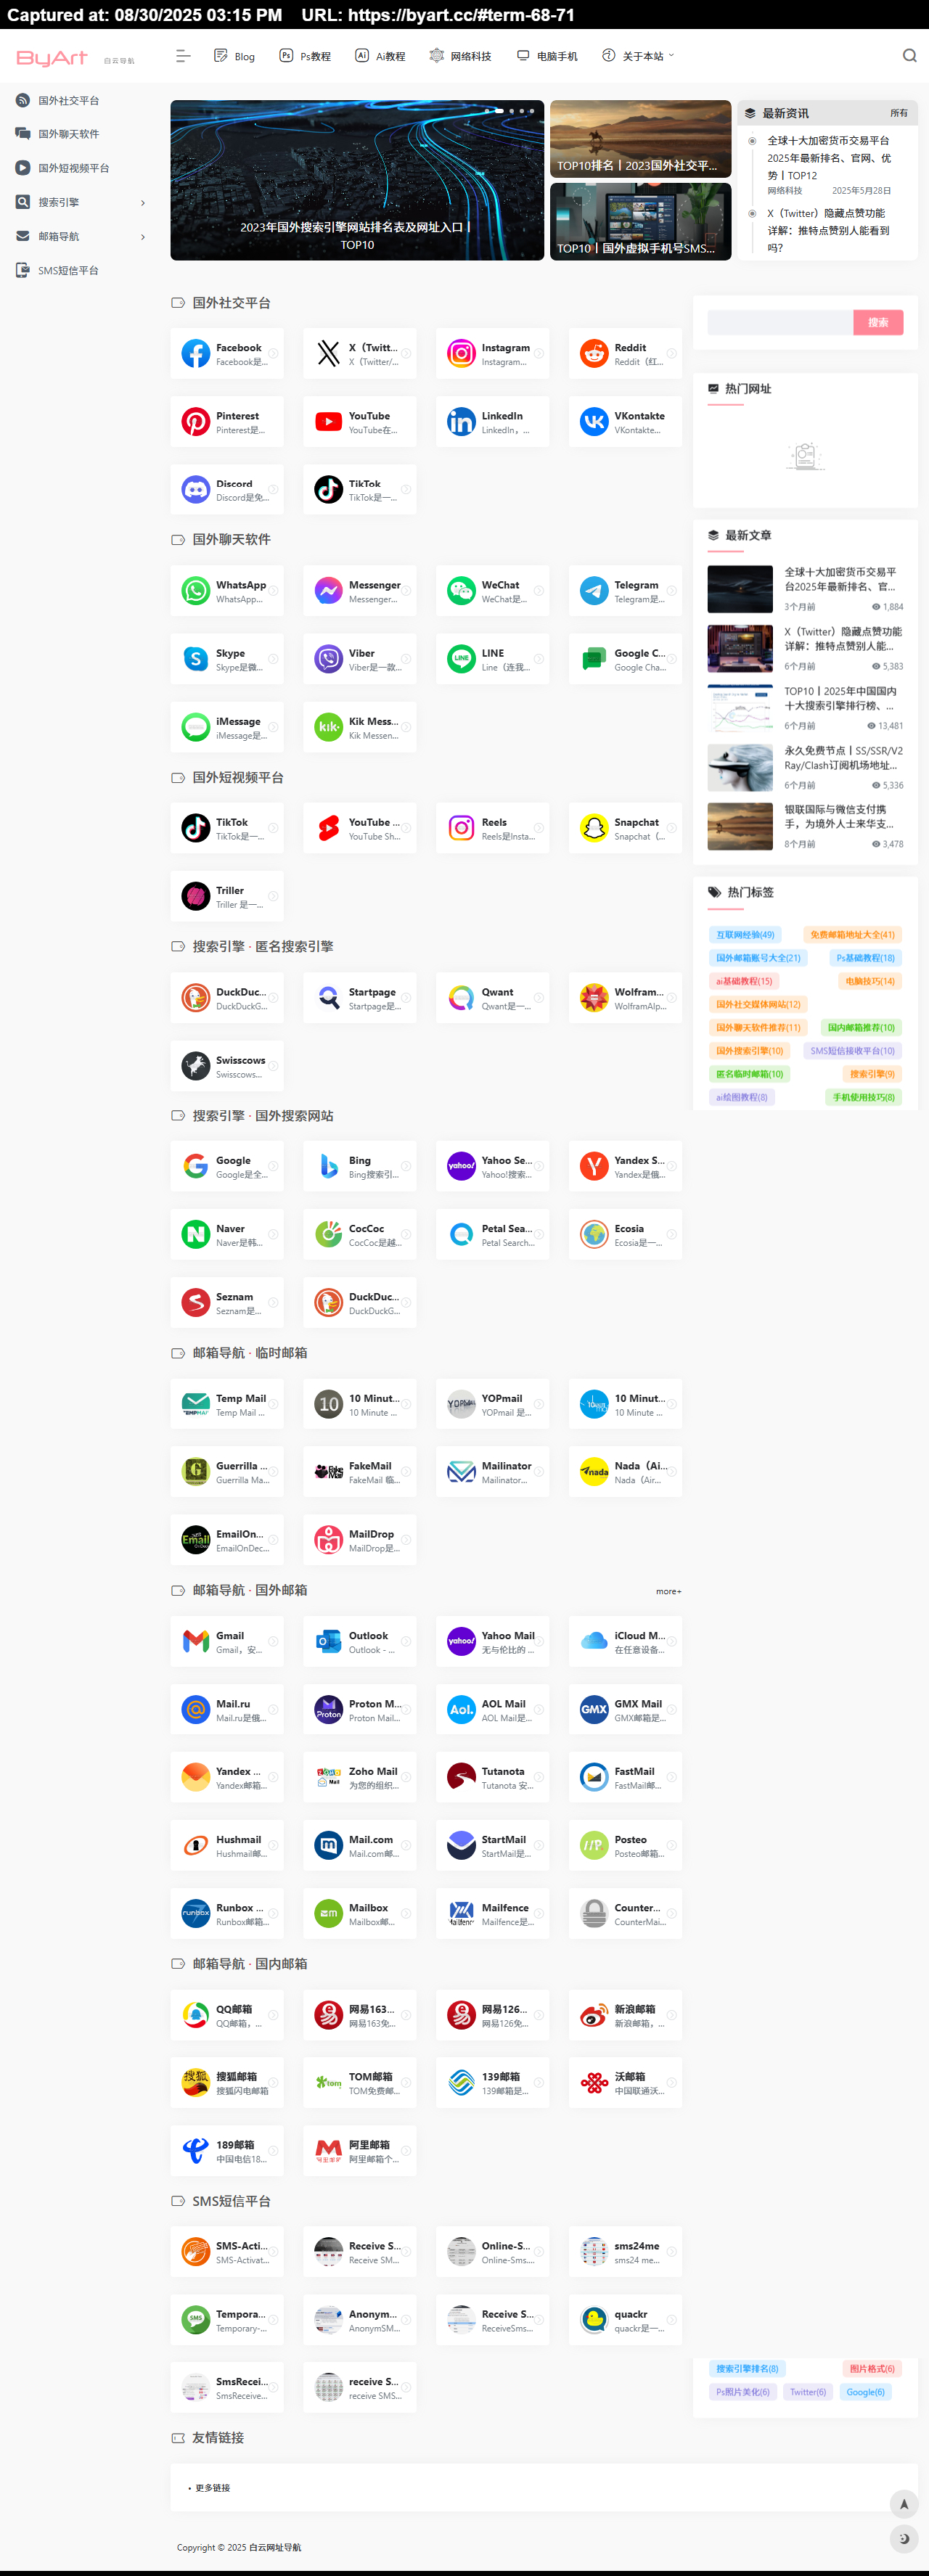 Captured at: 08/30/2025 03:15 PM    URL: https://byart.cc/#term-68-71
ByArt 白云导航
Blog
Ps教程
Ai教程
网络科技
电脑手机
关于本站
国外社交平台
国外聊天软件
国外短视频平台
搜索引擎
邮箱导航
SMS短信平台
2023年国外搜索引擎网站排名表及网址入口丨
TOP10
TOP10排名丨2023国外社交平...
TOP10丨国外虚拟手机号SMS...
最新资讯
所有
全球十大加密货币交易平台
2025年最新排名、官网、优
势丨TOP12
网络科技 2025年5月28日
X（Twitter）隐藏点赞功能
详解：推特点赞别人能看到
吗?
国外社交平台
Facebook
Facebook是...
X（Twitt...
X（Twitter/...
Instagram
Instagram...
Reddit
Reddit（红...
Pinterest
Pinterest是...
YouTube
YouTube在...
LinkedIn
LinkedIn，...
VKontakte
VKontakte...
Discord
Discord是免...
TikTok
TikTok是一...
国外聊天软件
WhatsApp
WhatsApp...
Messenger
Messenger...
WeChat
WeChat是...
Telegram
Telegram是...
Skype
Skype是微...
Viber
Viber是一款...
LINE
Line（连我...
Google C...
Google Cha...
iMessage
iMessage是...
Kik Mess...
Kik Messen...
国外短视频平台
TikTok
TikTok是一...
YouTube ...
YouTube Sh...
Reels
Reels是Insta...
Snapchat
Snapchat（...
Triller
Triller 是一...
搜索引擎 · 匿名搜索引擎
DuckDuc...
DuckDuckG...
Startpage
Startpage是...
Qwant
Qwant是一...
Wolfram...
WolframAlp...
Swisscows
Swisscows...
搜索引擎 · 国外搜索网站
Google
Google是全...
Bing
Bing搜索引...
Yahoo Se...
Yahoo!搜索...
Yandex S...
Yandex是俄...
Naver
Naver是韩...
CocCoc
CocCoc是越...
Petal Sea...
Petal Search...
Ecosia
Ecosia是一...
Seznam
Seznam是...
DuckDuc...
DuckDuckG...
邮箱导航 · 临时邮箱
Temp Mail
Temp Mail ...
10 Minut...
10 Minute ...
YOPmail
YOPmail 是...
10 Minut...
10 Minute ...
Guerrilla ...
Guerrilla Ma...
FakeMail
FakeMail 临...
Mailinator
Mailinator...
Nada（Ai...
Nada（Air...
EmailOn...
EmailOnDec...
MailDrop
MailDrop是...
邮箱导航 · 国外邮箱
more+
Gmail
Gmail，安...
Outlook
Outlook - ...
Yahoo Mail
无与伦比的 ...
iCloud M...
在任意设备...
Mail.ru
Mail.ru是俄...
Proton M...
Proton Mail...
AOL Mail
AOL Mail是...
GMX Mail
GMX邮箱是...
Yandex ...
Yandex邮箱...
Zoho Mail
为您的组织...
Tutanota
Tutanota 安...
FastMail
FastMail邮...
Hushmail
Hushmail邮...
Mail.com
Mail.com邮...
StartMail
StartMail是...
Posteo
Posteo邮箱...
Runbox ...
Runbox邮箱...
Mailbox
Mailbox邮...
Mailfence
Mailfence是...
Counter...
CounterMai...
邮箱导航 · 国内邮箱
QQ邮箱
QQ邮箱，...
网易163...
网易163免...
网易126...
网易126免...
新浪邮箱
新浪邮箱，...
搜狐邮箱
搜狐闪电邮箱
TOM邮箱
TOM免费邮...
139邮箱
139邮箱是...
沃邮箱
中国联通沃...
189邮箱
中国电信18...
阿里邮箱
阿里邮箱个...
SMS短信平台
SMS-Acti...
SMS-Activat...
Receive S...
Receive SM...
Online-S...
Online-Sms....
sms24me
sms24 me...
Tempora...
Temporary-...
Anonym...
AnonymSM...
Receive S...
ReceiveSms...
quackr
quackr是一...
SmsRecei...
SmsReceive...
receive S...
receive SMS...
友情链接
更多链接
搜索
热门网址
最新文章
全球十大加密货币交易平
台2025年最新排名、官...
3个月前 1,884
X（Twitter）隐藏点赞功能
详解：推特点赞别人能...
6个月前 5,383
TOP10丨2025年中国国内
十大搜索引擎排行榜、...
6个月前 13,481
永久免费节点丨SS/SSR/V2
Ray/Clash订阅机场地址...
6个月前 5,336
银联国际与微信支付携
手，为境外人士来华支...
8个月前 3,478
热门标签
互联网经验(49) 免费邮箱地址大全(41)
国外邮箱账号大全(21) Ps基础教程(18)
ai基础教程(15) 电脑技巧(14)
国外社交媒体网站(12)
国外聊天软件推荐(11) 国内邮箱推荐(10)
国外搜索引擎(10) SMS短信接收平台(10)
匿名临时邮箱(10) 搜索引擎(9)
ai绘图教程(8) 手机使用技巧(8)
搜索引擎排名(8) 图片格式(6)
Ps照片美化(6) Twitter(6) Google(6)
Copyright © 2025 白云网址导航